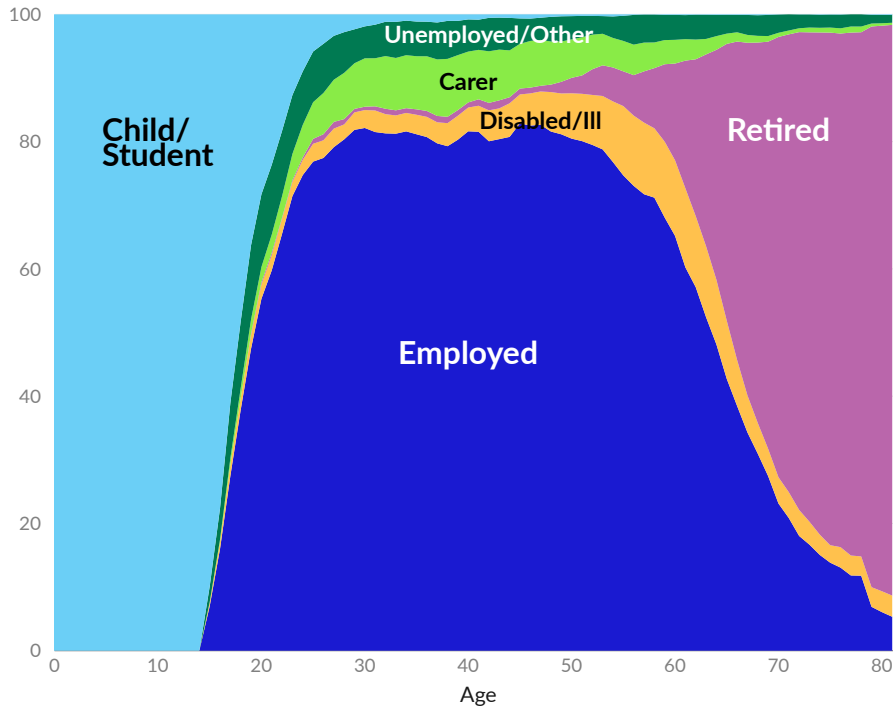 100
Unemployed/Other
Carer
Child/
Student
Disabled/Ill
Retired
80
60
Employed
40
20
0
0 10 20 30 40 50 60 70 80
Age